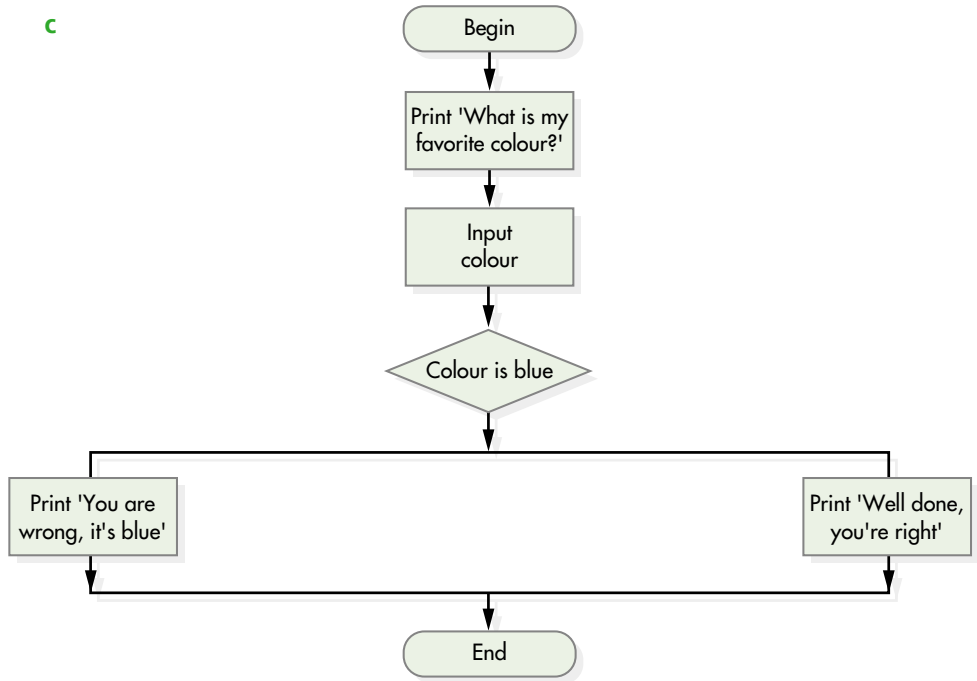 c
Begin
Print 'What is my
favorite colour?'
Input
colour
Colour is blue
Print 'You are
wrong, it's blue'
Print 'Well done,
you're right'
End